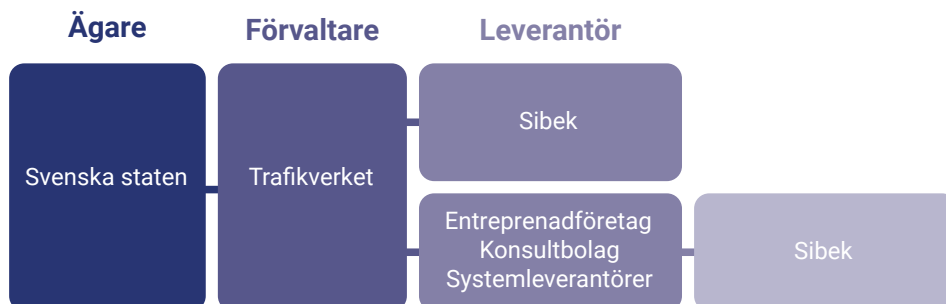 Ägare
Förvaltare
Leverantör
Svenska staten
Trafikverket
Sibek
Entreprenadföretag
Konsultbolag
Systemleverantörer
Sibek